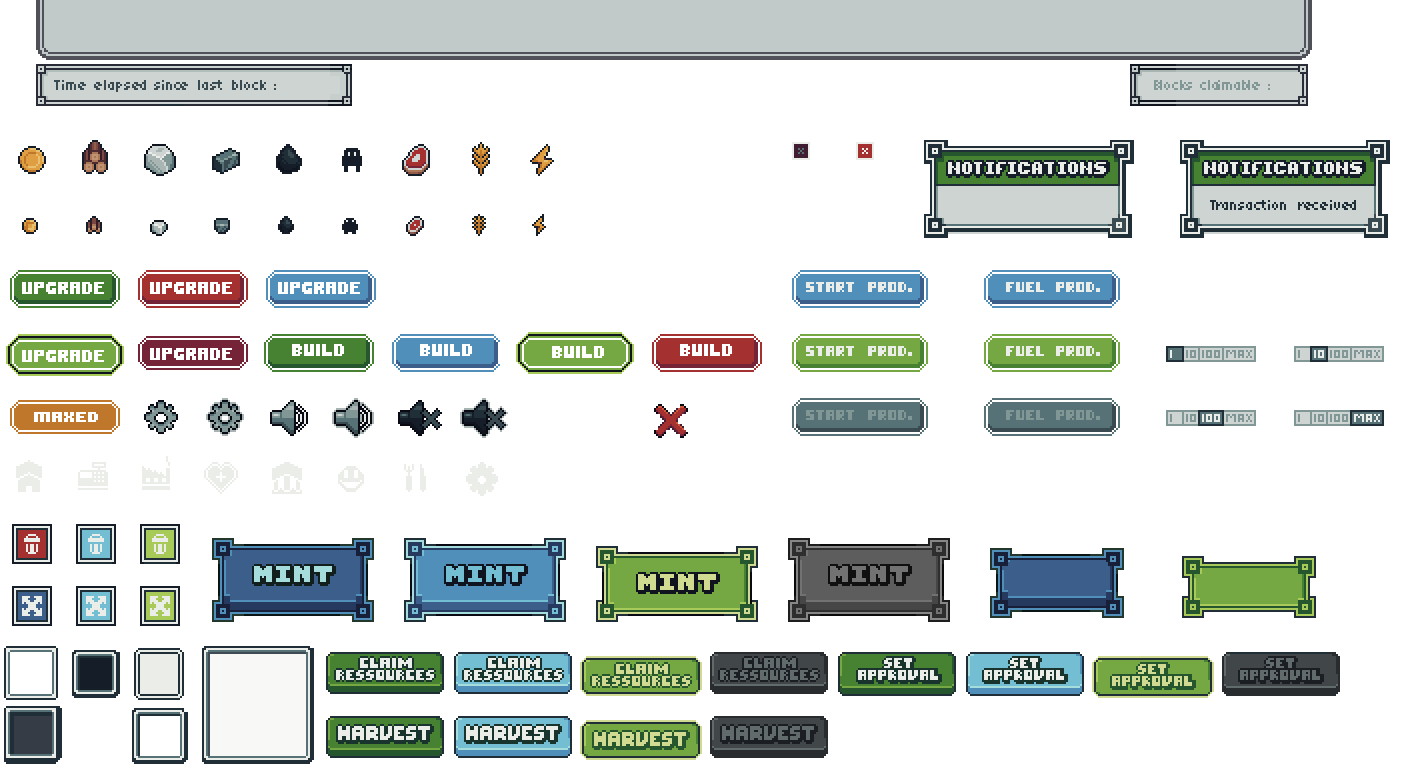 Time elapsed since last block :
Blocks claimable :
NOTIFICATIONS
NOTIFICATIONS
Transaction received
UPGRADE
UPGRADE
UPGRADE
START PROD.
FUEL PROD.
UPGRADE
UPGRADE
BUILD
BUILD
BUILD
BUILD
START PROD.
FUEL PROD.
1 10 100 MAX
1 10 100 MAX
MAXED
START PROD.
FUEL PROD.
1 10 100 MAX
1 10 100 MAX
MINT
MINT
MINT
MINT
CLAIM
RESSOURCES
CLAIM
RESSOURCES
CLAIM
RESSOURCES
CLAIM
RESSOURCES
SET
APPROVAL
SET
APPROVAL
SET
APPROVAL
SET
APPROVAL
HARVEST
HARVEST
HARVEST
HARVEST